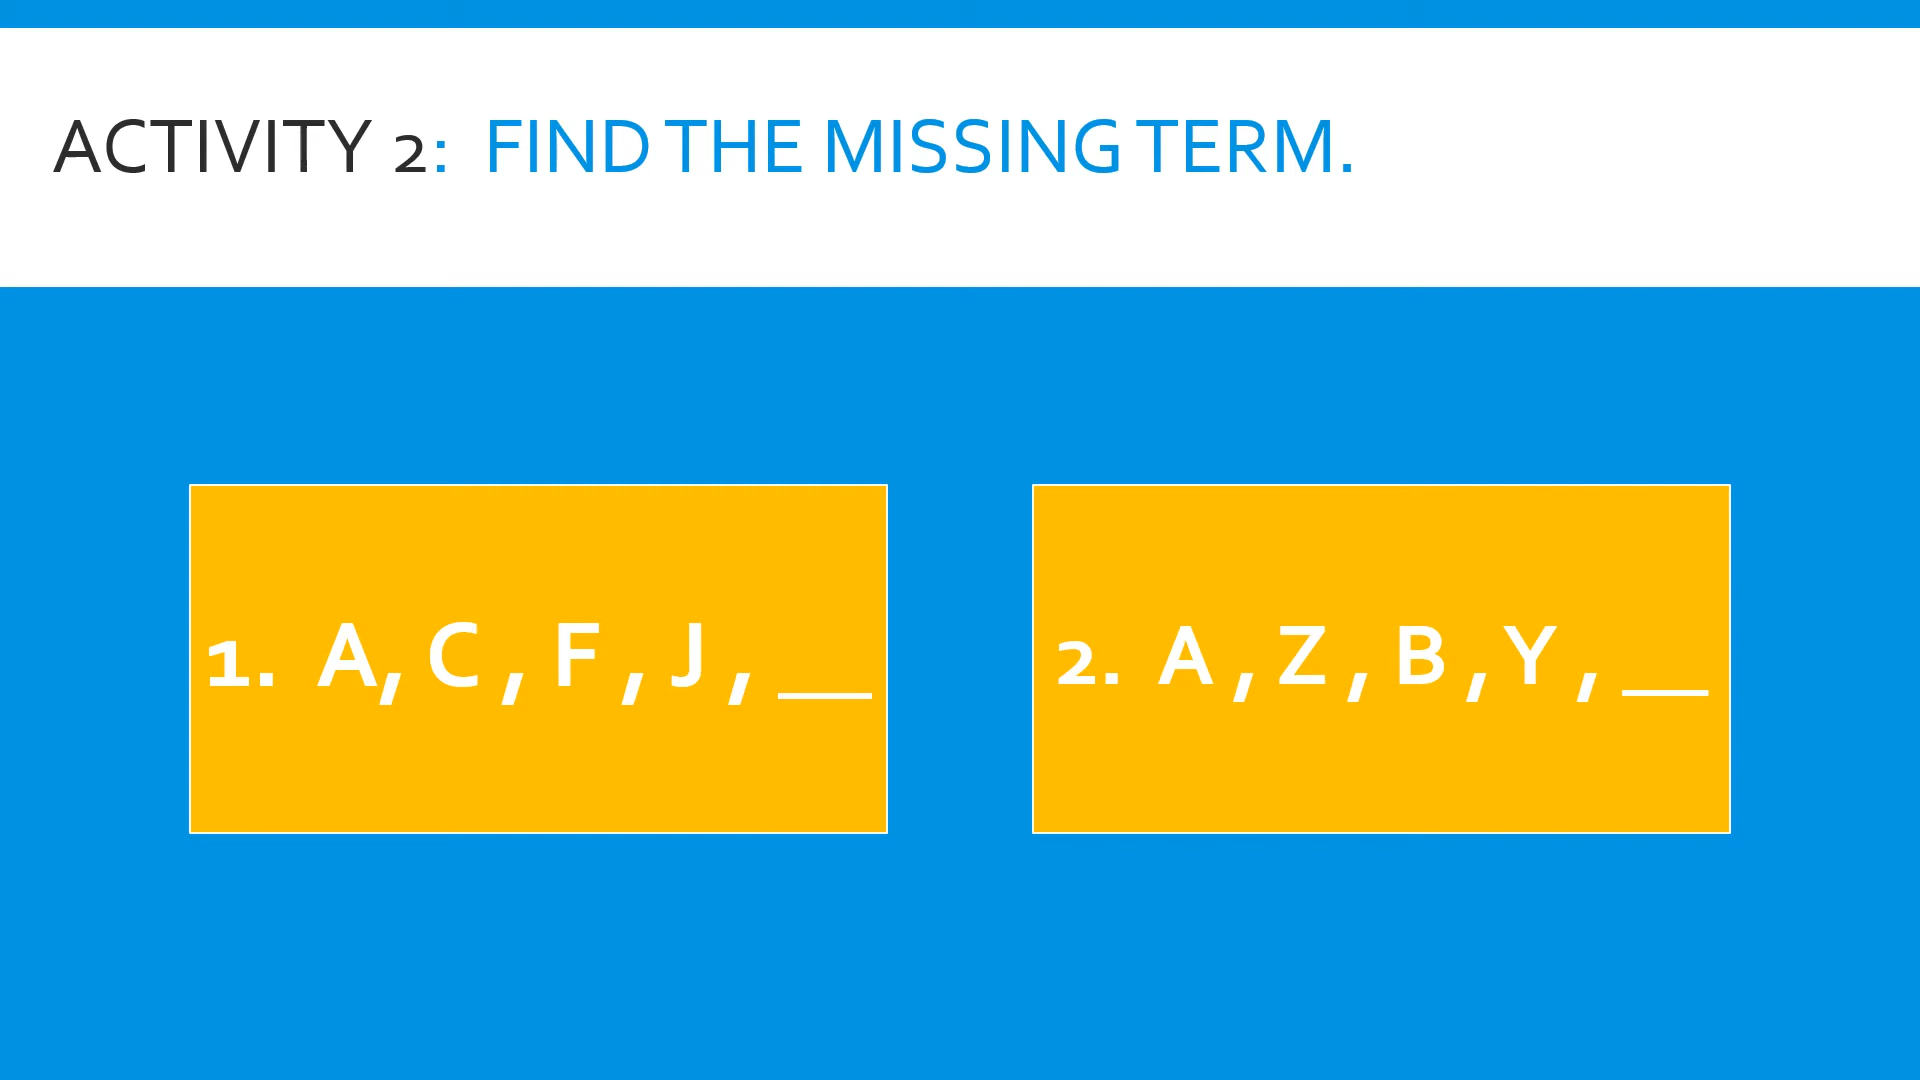 ACTIVITY 2: FIND THE MISSING TERM.
1. A, C , F , J , __
2. A , Z , B , Y , __